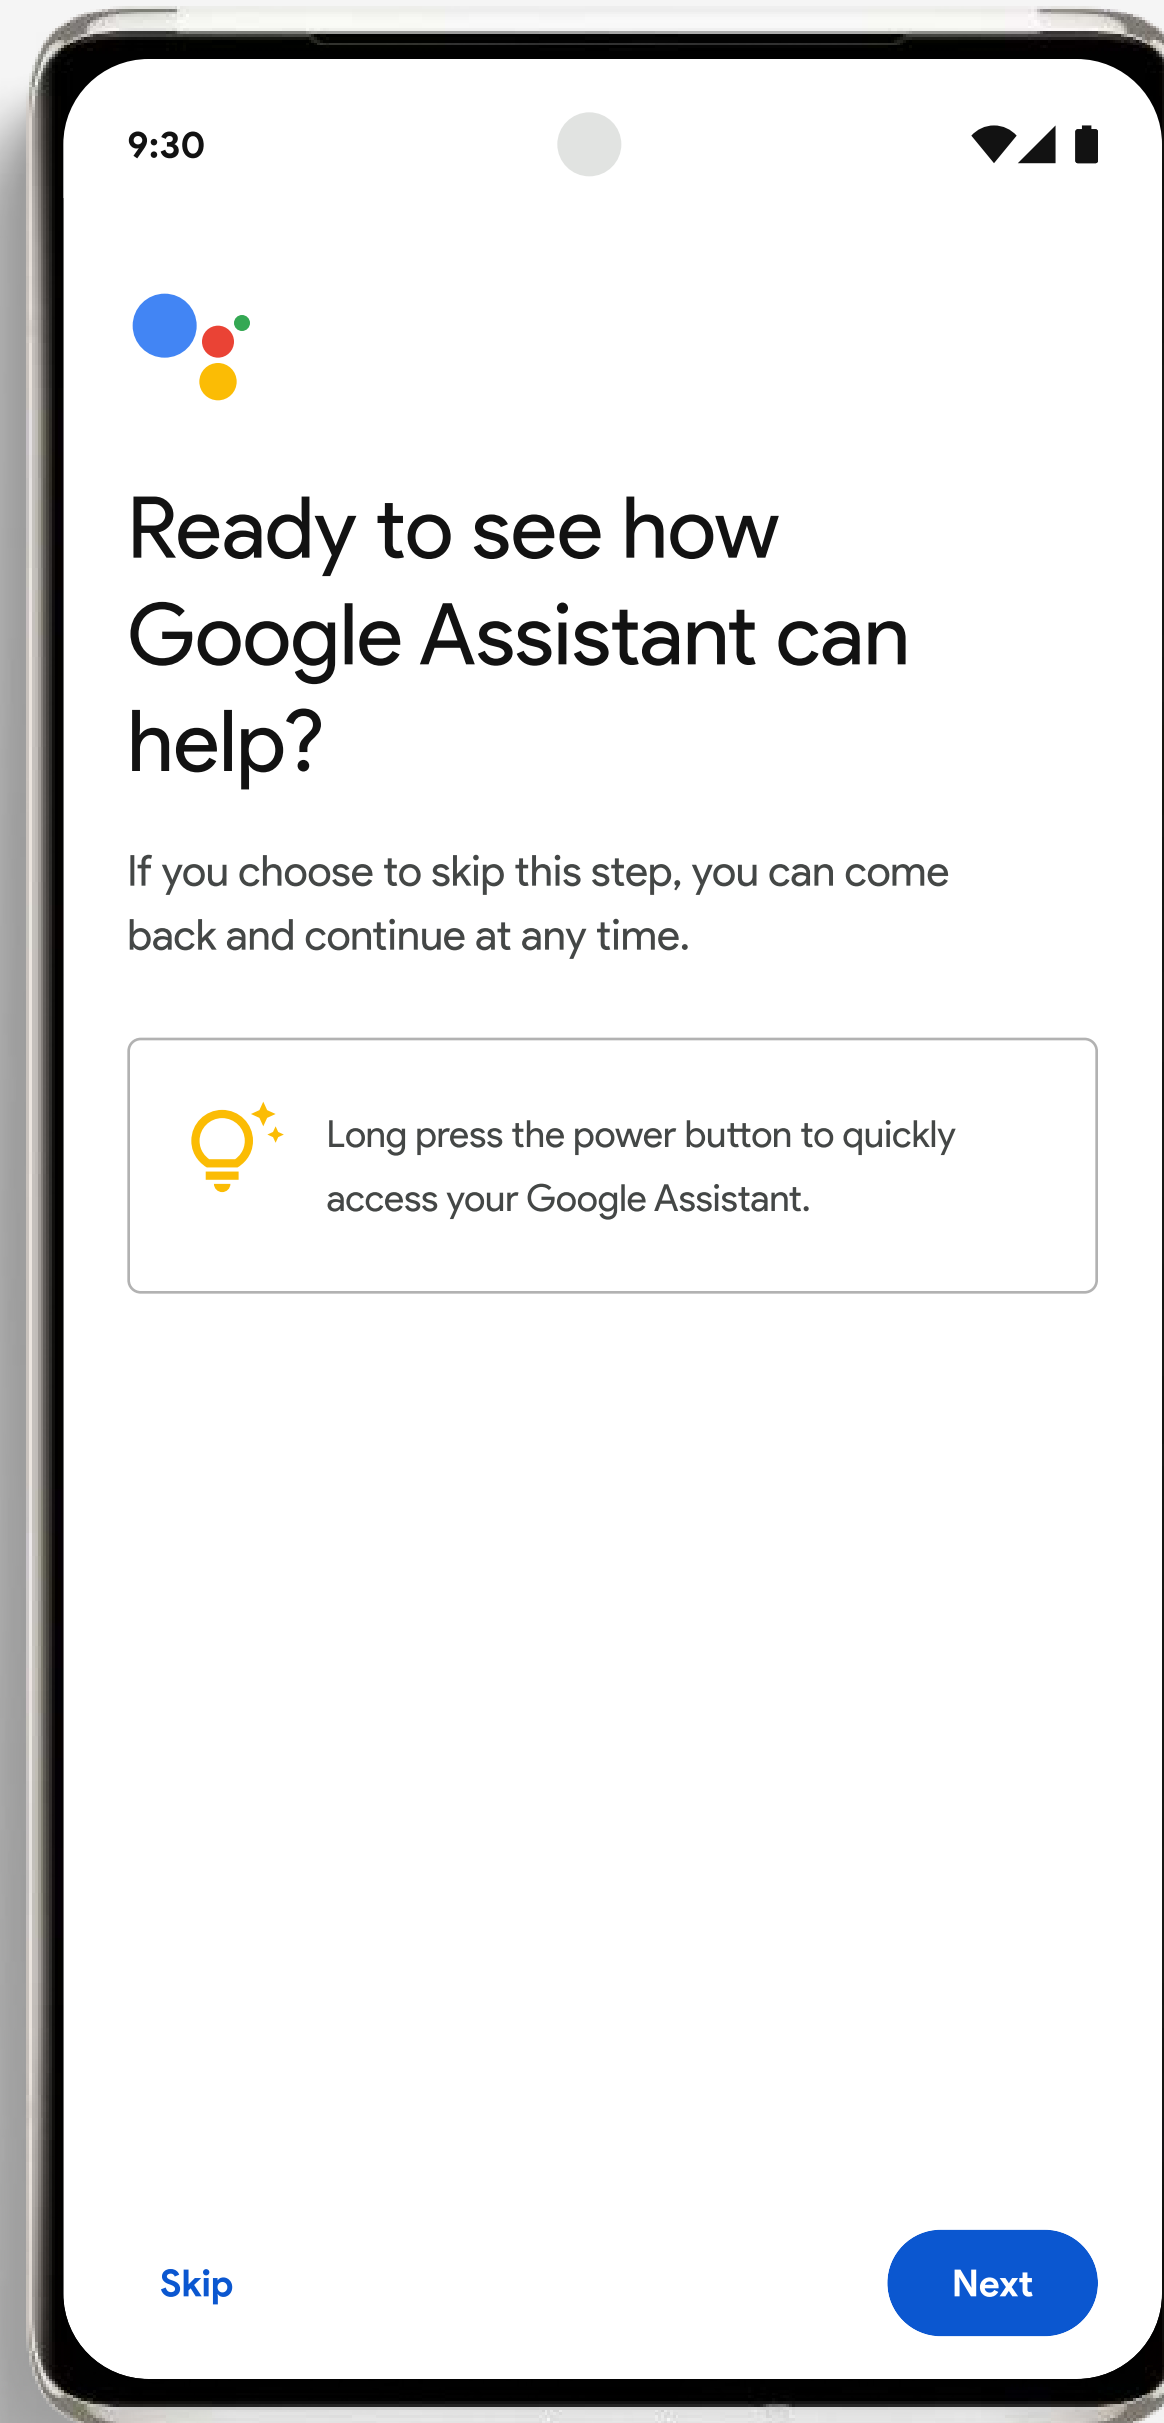 9:30
Ready to see how
Google Assistant can
help?
If you choose to skip this step, you can come
back and continue at any time.
Long press the power button to quickly
access your Google Assistant.
Skip
Next